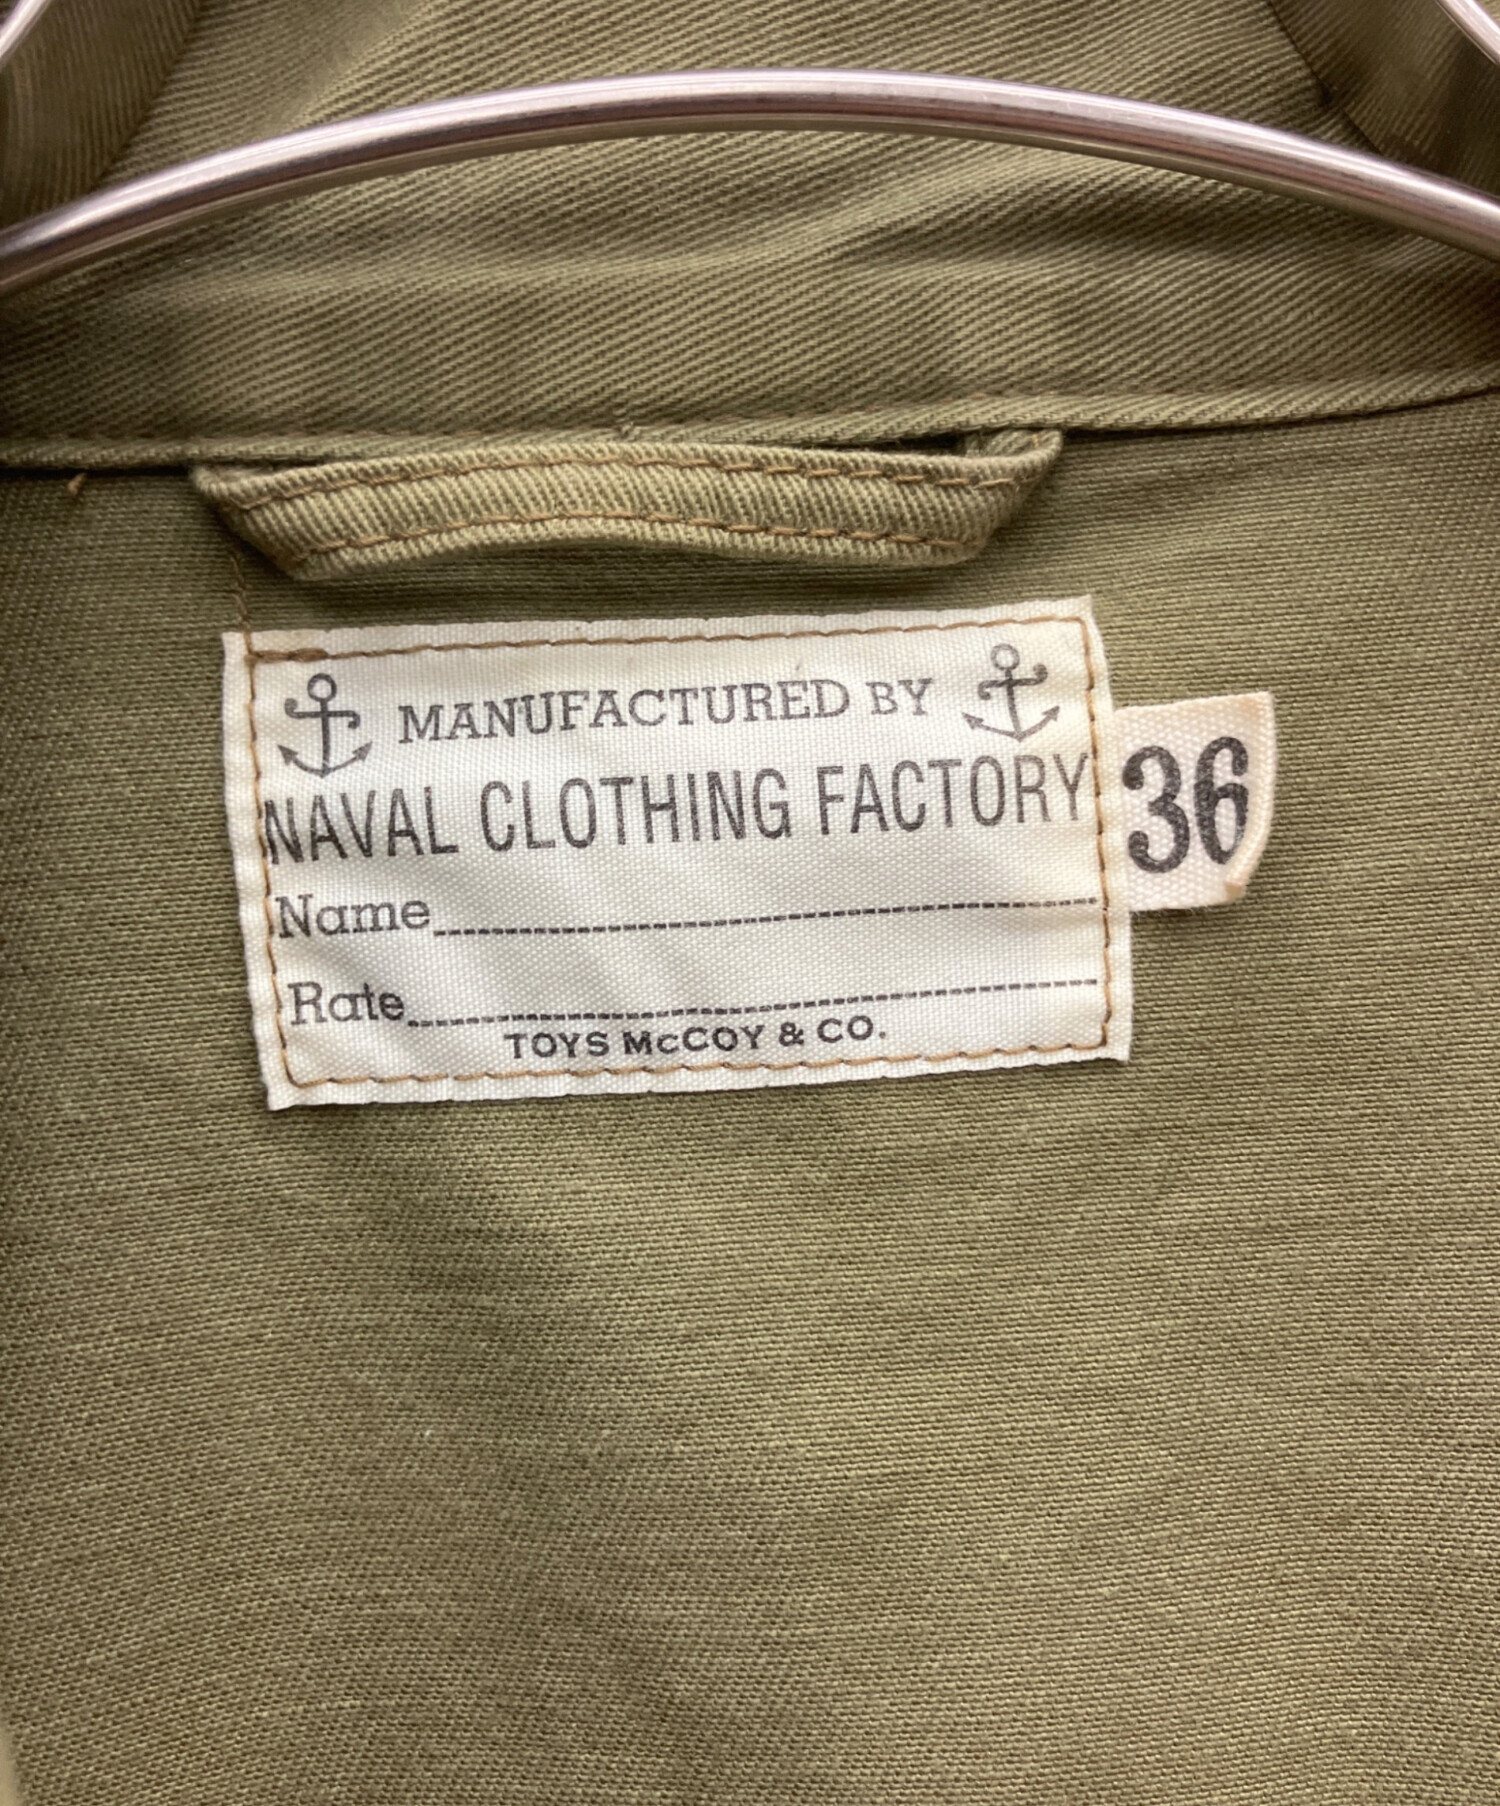 MANUFACTURED BY
NAVAL CLOTHING FACTORY
36
Name
Rate
TOYS McCOY & CO.